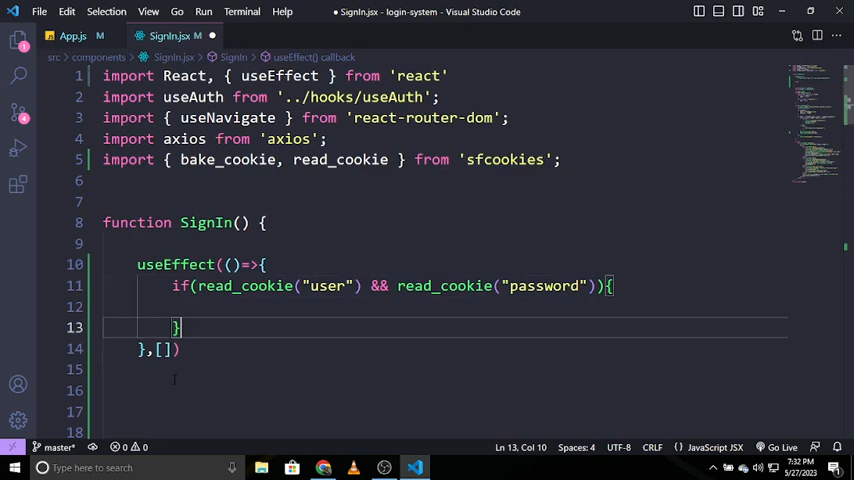 File Edit Selection View Go Run Terminal Help
● SignIn.jsx - login-system - Visual Studio Code
App.js M
SignIn.jsx M ●
src > components > SignIn.jsx > SignIn > useEffect() callback
1 import React, { useEffect } from 'react'
2 import useAuth from '../hooks/useAuth';
3 import { useNavigate } from 'react-router-dom';
4 import axios from 'axios';
5 import { bake_cookie, read_cookie } from 'sfcookies';
6
7
8 function SignIn() {
9
10 useEffect(()=>{
11 if(read_cookie("user") && read_cookie("password")){
12
13 }
14 },[])
15
16
17
18
1
4
master* 0 0 Ln 13, Col 10 Spaces: 4 UTF-8 CRLF { } JavaScript JSX Go Live
Type here to search
7:32 PM
5/27/2023